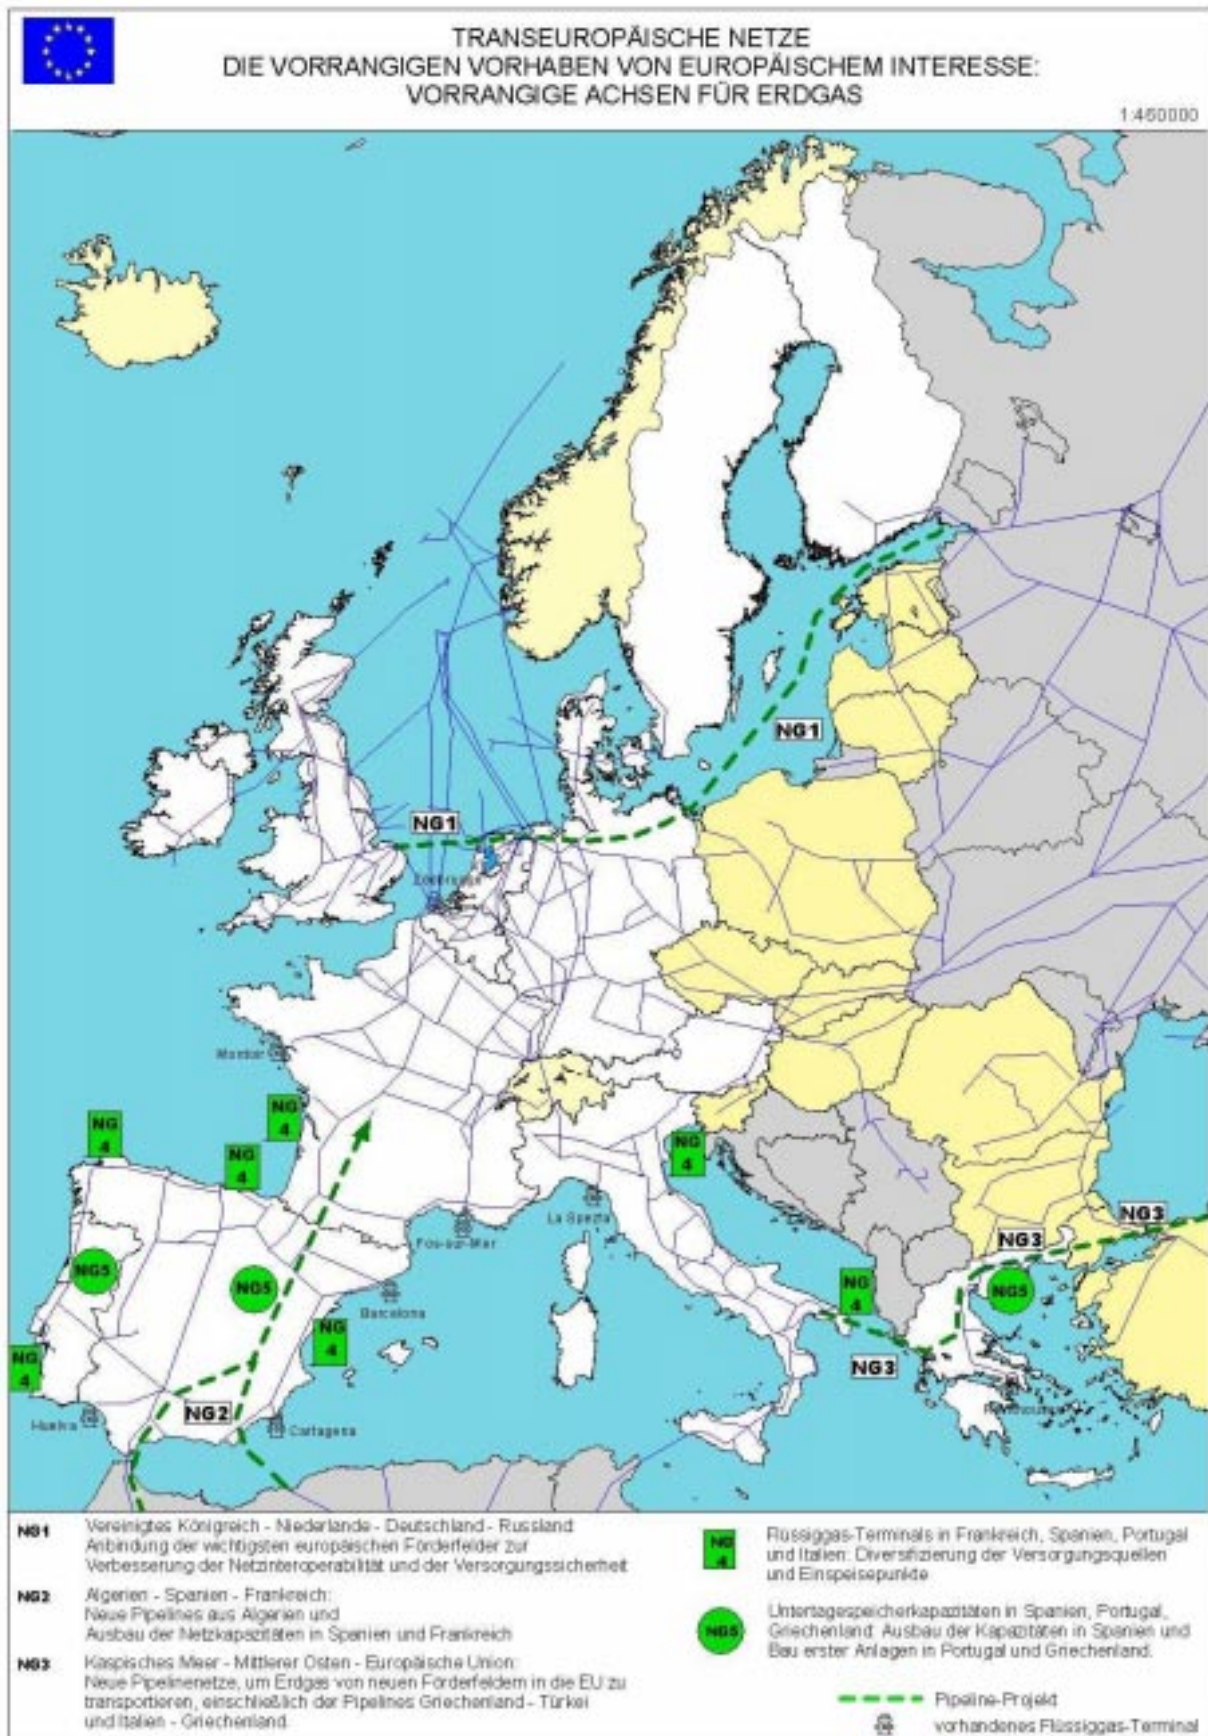 TRANSEUROPÄISCHE NETZE
DIE VORRANGIGEN VORHABEN VON EUROPÄISCHEM INTERESSE:
VORRANGIGE ACHSEN FÜR ERDGAS
1:460000
NG1
NG1
Montoir
NG
4
NG
4
NG
4
NG
4
La Spezia
Fos-sur-Mer
NG3
NG3
NG5
NG5
NG5
NG
4
Barcelona
NG
4
NG
4
NG3
NG2
Huelva
Cartagena
NG1
Vereinigtes Königreich - Niederlande - Deutschland - Russland
Anbindung der wichtigsten europäischen Förderfelder zur
Verbesserung der Netzinteroperabilität und der Versorgungssicherheit
NG2
Algerien - Spanien - Frankreich:
Neue Pipelines aus Algerien und
Ausbau der Netzkapazitäten in Spanien und Frankreich
NG3
Kaspisches Meer - Mittlerer Osten - Europäische Union:
Neue Pipelinenetze, um Erdgas von neuen Förderfeldern in die EU zu
transportieren, einschließlich der Pipelines Griechenland - Türkei
und Italien - Griechenland.
NG
4
Flüssiggas-Terminals in Frankreich, Spanien, Portugal
und Italien: Diversifizierung der Versorgungsquellen
und Einspeisepunkte
NG5
Untertagespeicherkapazitäten in Spanien, Portugal,
Griechenland: Ausbau der Kapazitäten in Spanien und
Bau erster Anlagen in Portugal und Griechenland.
Pipeline-Projekt
vorhandenes Flüssiggas-Terminal